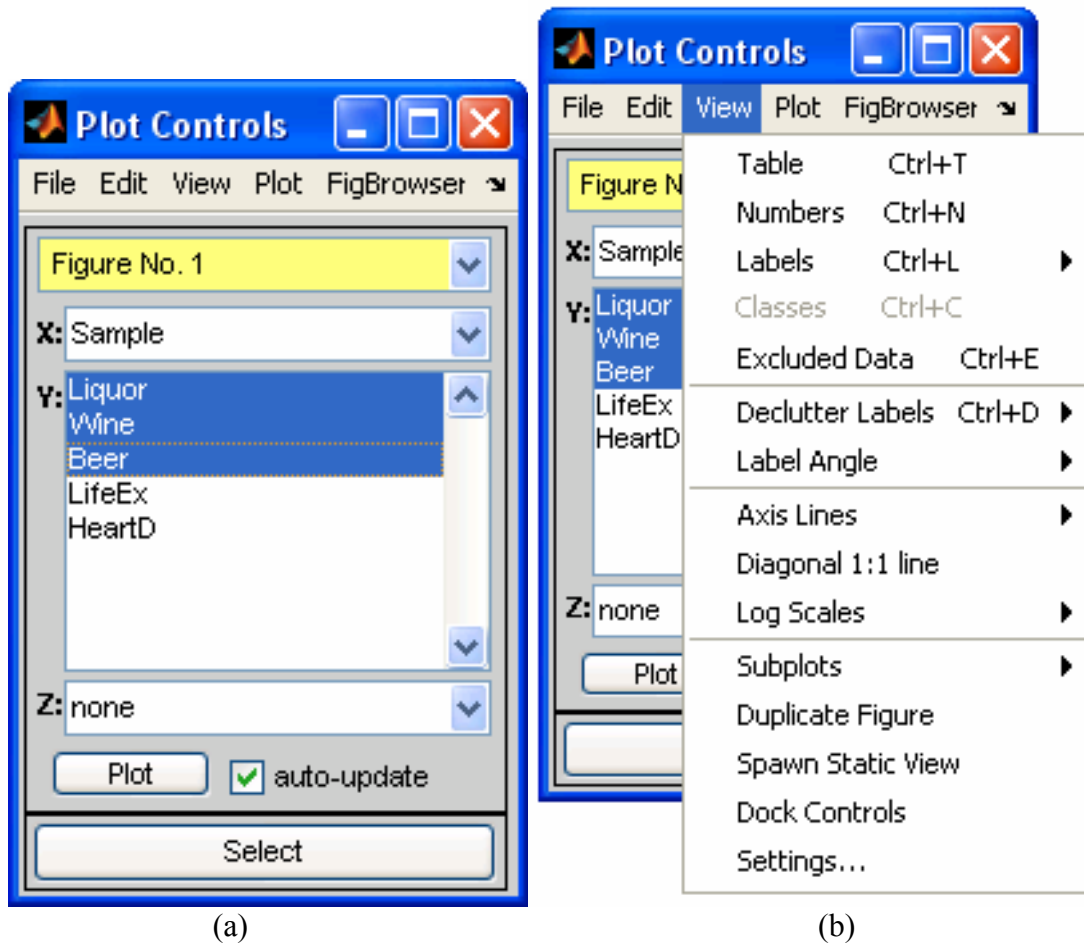 Plot Controls
File Edit View Plot FigBrowser
Figure No. 1
X: Sample
Y: Liquor
Wine
Beer
LifeEx
HeartD
Z: none
Plot auto-update
Select
(a)
Plot Controls
File Edit View Plot FigBrowser
Figure N
X: Sample
Y: Liquor
Wine
Beer
LifeEx
HeartD
Z: none
Plot
Table Ctrl+T
Numbers Ctrl+N
Labels Ctrl+L
Classes Ctrl+C
Excluded Data Ctrl+E
Declutter Labels Ctrl+D
Label Angle
Axis Lines
Diagonal 1:1 line
Log Scales
Subplots
Duplicate Figure
Spawn Static View
Dock Controls
Settings...
(b)